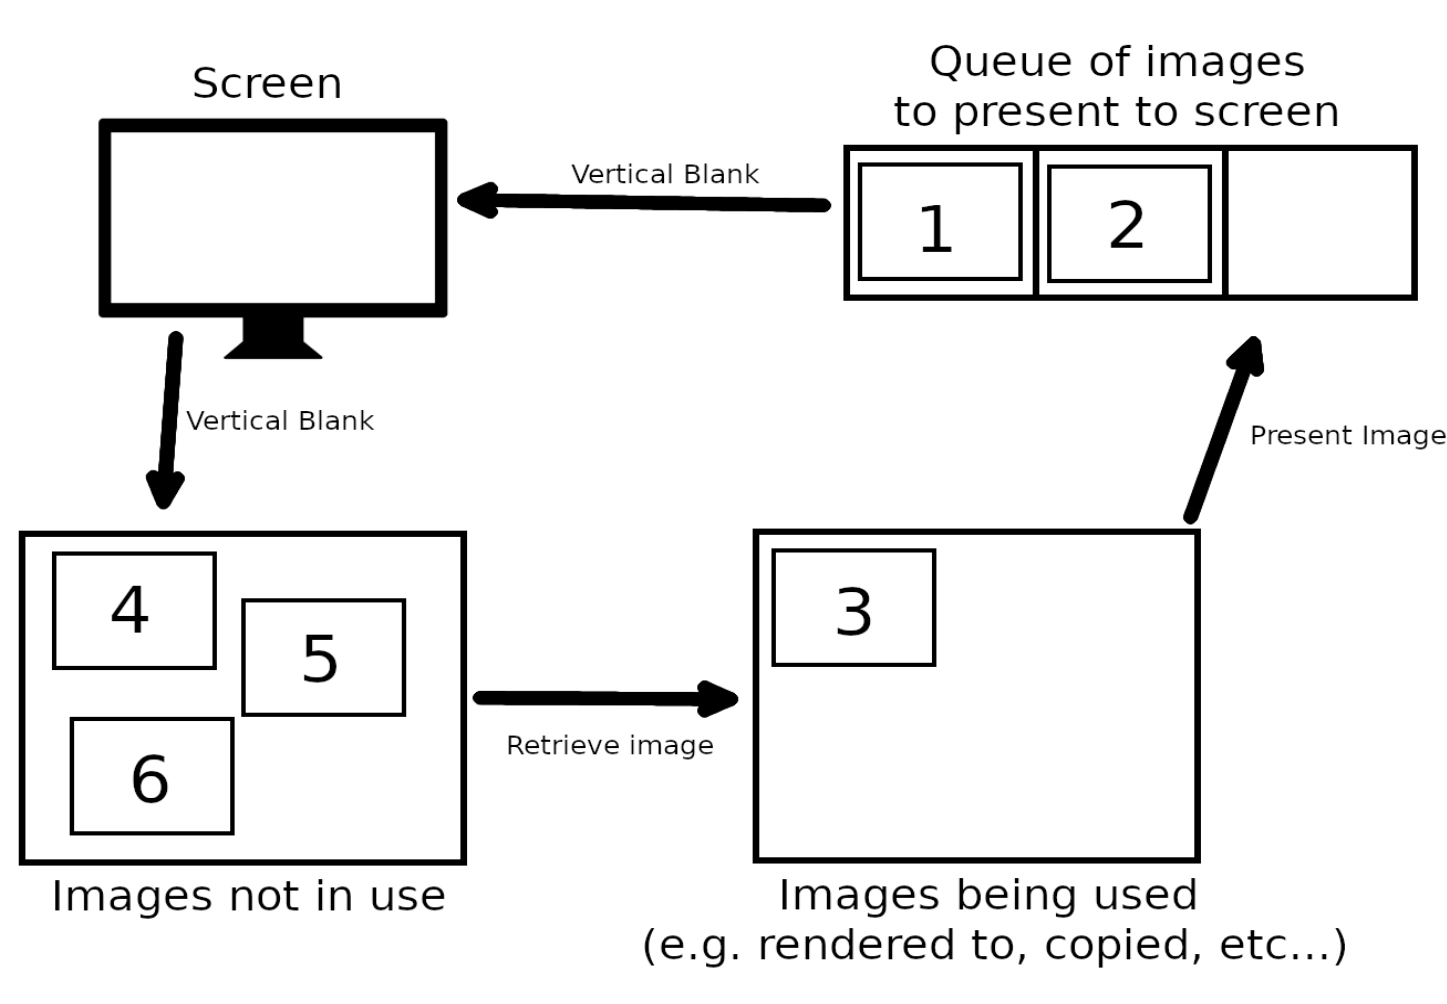 Screen
Queue of images
to present to screen
Vertical Blank
1
2
Vertical Blank
Present Image
4
5
6
Retrieve image
3
Images not in use
Images being used
(e.g. rendered to, copied, etc...)